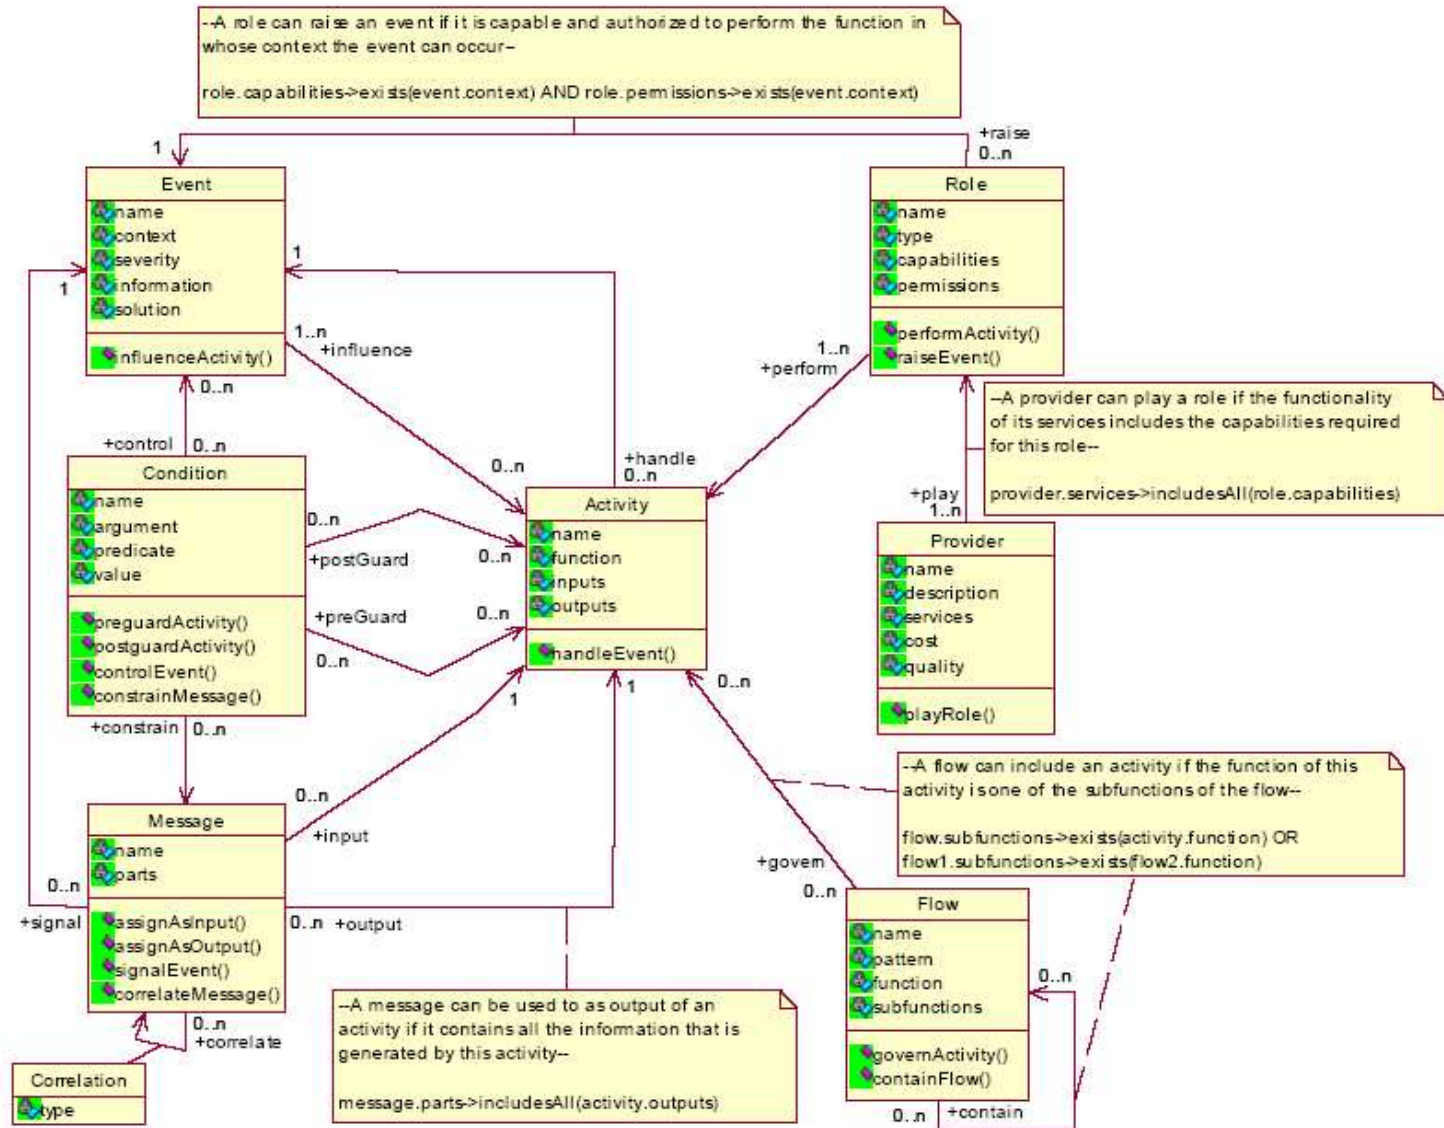 --A role can raise an event if it is capable and authorized to perform the function in
whose context the event can occur--
role.capabilities->exists(event.context) AND role.permissions->exists(event.context)
+raise
0..n
1
Event
name
context
severity
information
solution
influenceActivity()
Role
name
type
capabilities
permissions
performActivity()
raiseEvent()
1
1
1..n
+influence
0..n
0..n
+handle
0..n
1..n
+perform
--A provider can play a role if the functionality
of its services includes the capabilities required
for this role--
provider.services->includesAll(role.capabilities)
+play
1..n
+control
0..n
Condition
name
argument
predicate
value
preguardActivity()
postguardActivity()
controlEvent()
constrainMessage()
0..n
+postGuard
0..n
+preGuard
0..n
0..n
Activity
name
function
inputs
outputs
handleEvent()
Provider
name
description
services
cost
quality
playRole()
+constrain
0..n
1
1
0..n
--A flow can include an activity if the function of this
activity is one of the subfunctions of the flow--
flow.subfunctions->exists(activity.function) OR
flow1.subfunctions->exists(flow2.function)
0..n
+input
Message
name
parts
assignAsInput()
assignAsOutput()
signalEvent()
correlateMessage()
0..n
+signal
0..n
+output
+govern
0..n
Flow
name
pattern
function
subfunctions
governActivity()
containFlow()
0..n
0..n
+contain
--A message can be used to as output of an
activity if it contains all the information that is
generated by this activity--
message.parts->includesAll(activity.outputs)
0..n
+correlate
Correlation
type